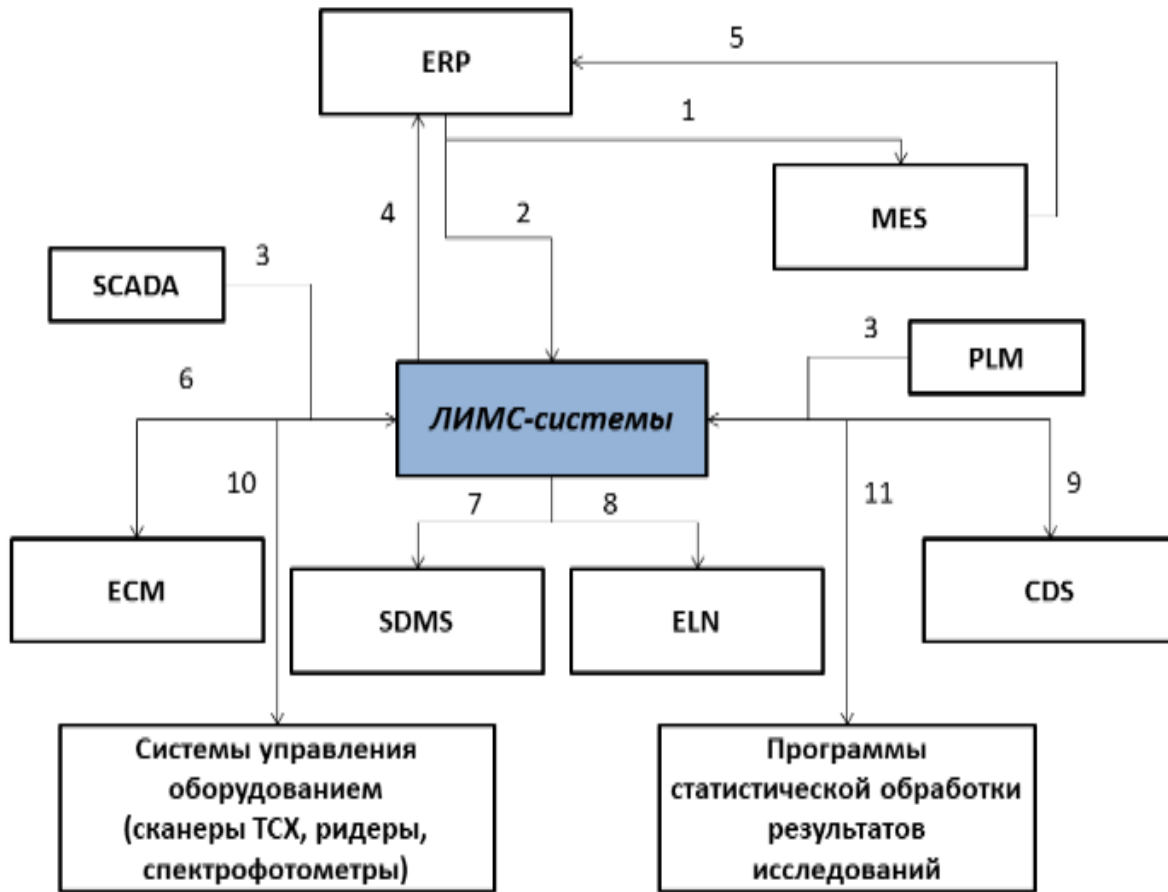 ERP
5
1
MES
4
2
SCADA
3
3
PLM
6
ЛИМС-системы
10
7
8
11
9
ECM
SDMS
ELN
CDS
Системы управления
оборудованием
(сканеры ТСХ, ридеры,
спектрофотометры)
Программы
статистической обработки
результатов
исследований